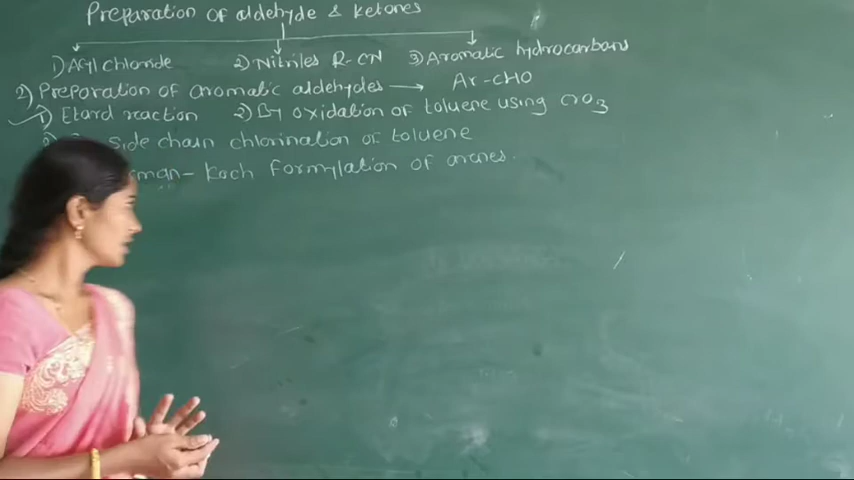 Preparation of aldehyde & ketones
1) Acyl chloride 2) Nitriles R-CN 3) Aromatic hydrocarbons
2) Preparation of aromatic aldehydes → Ar-CHO
1) Etard reaction 2) By oxidation of toluene using CrO3
side chain chlorination of toluene
Koch formylation of arenes.